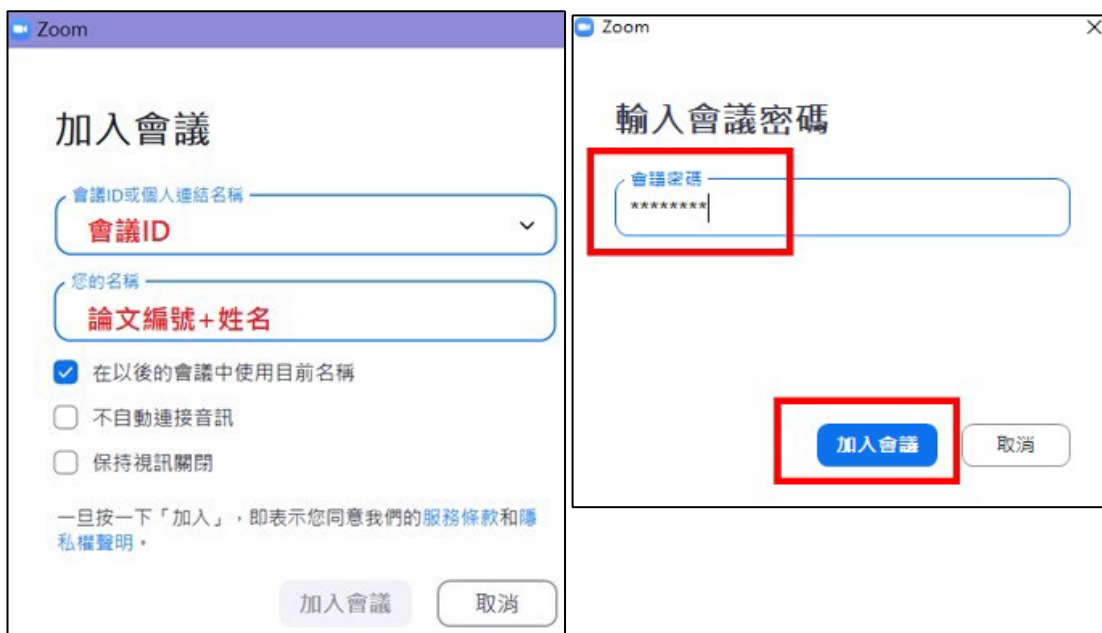 Zoom
加入會議
會議ID或個人連結名稱
會議ID
您的名稱
論文編號+姓名
在以後的會議中使用目前名稱
不自動連接音訊
保持視訊關閉
一旦按一下「加入」，即表示您同意我們的服務條款和隱
私權聲明。
加入會議 取消
Zoom
輸入會議密碼
會議密碼
********
加入會議 取消